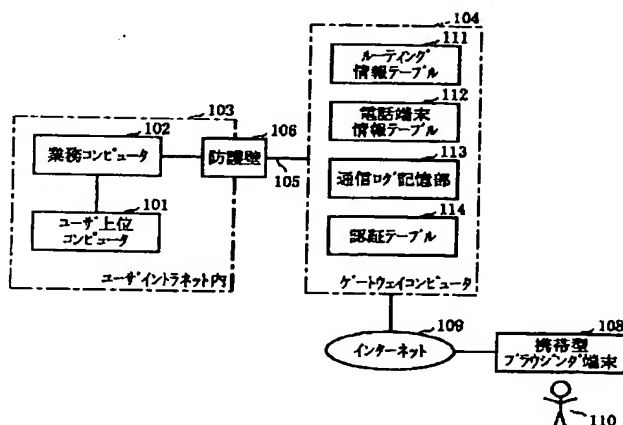 104
111
ルーティング
情報テーブル
112
電話端末
情報テーブル
113
通信ログ記憶部
114
認証テーブル
ゲートウェイコンピュータ
103
102
業務コンピュータ
106
防護壁
105
101
ユーザ上位
コンピュータ
ユーザイントラネット内
109
インターネット
108
携帯型
ブラウジング端末
110